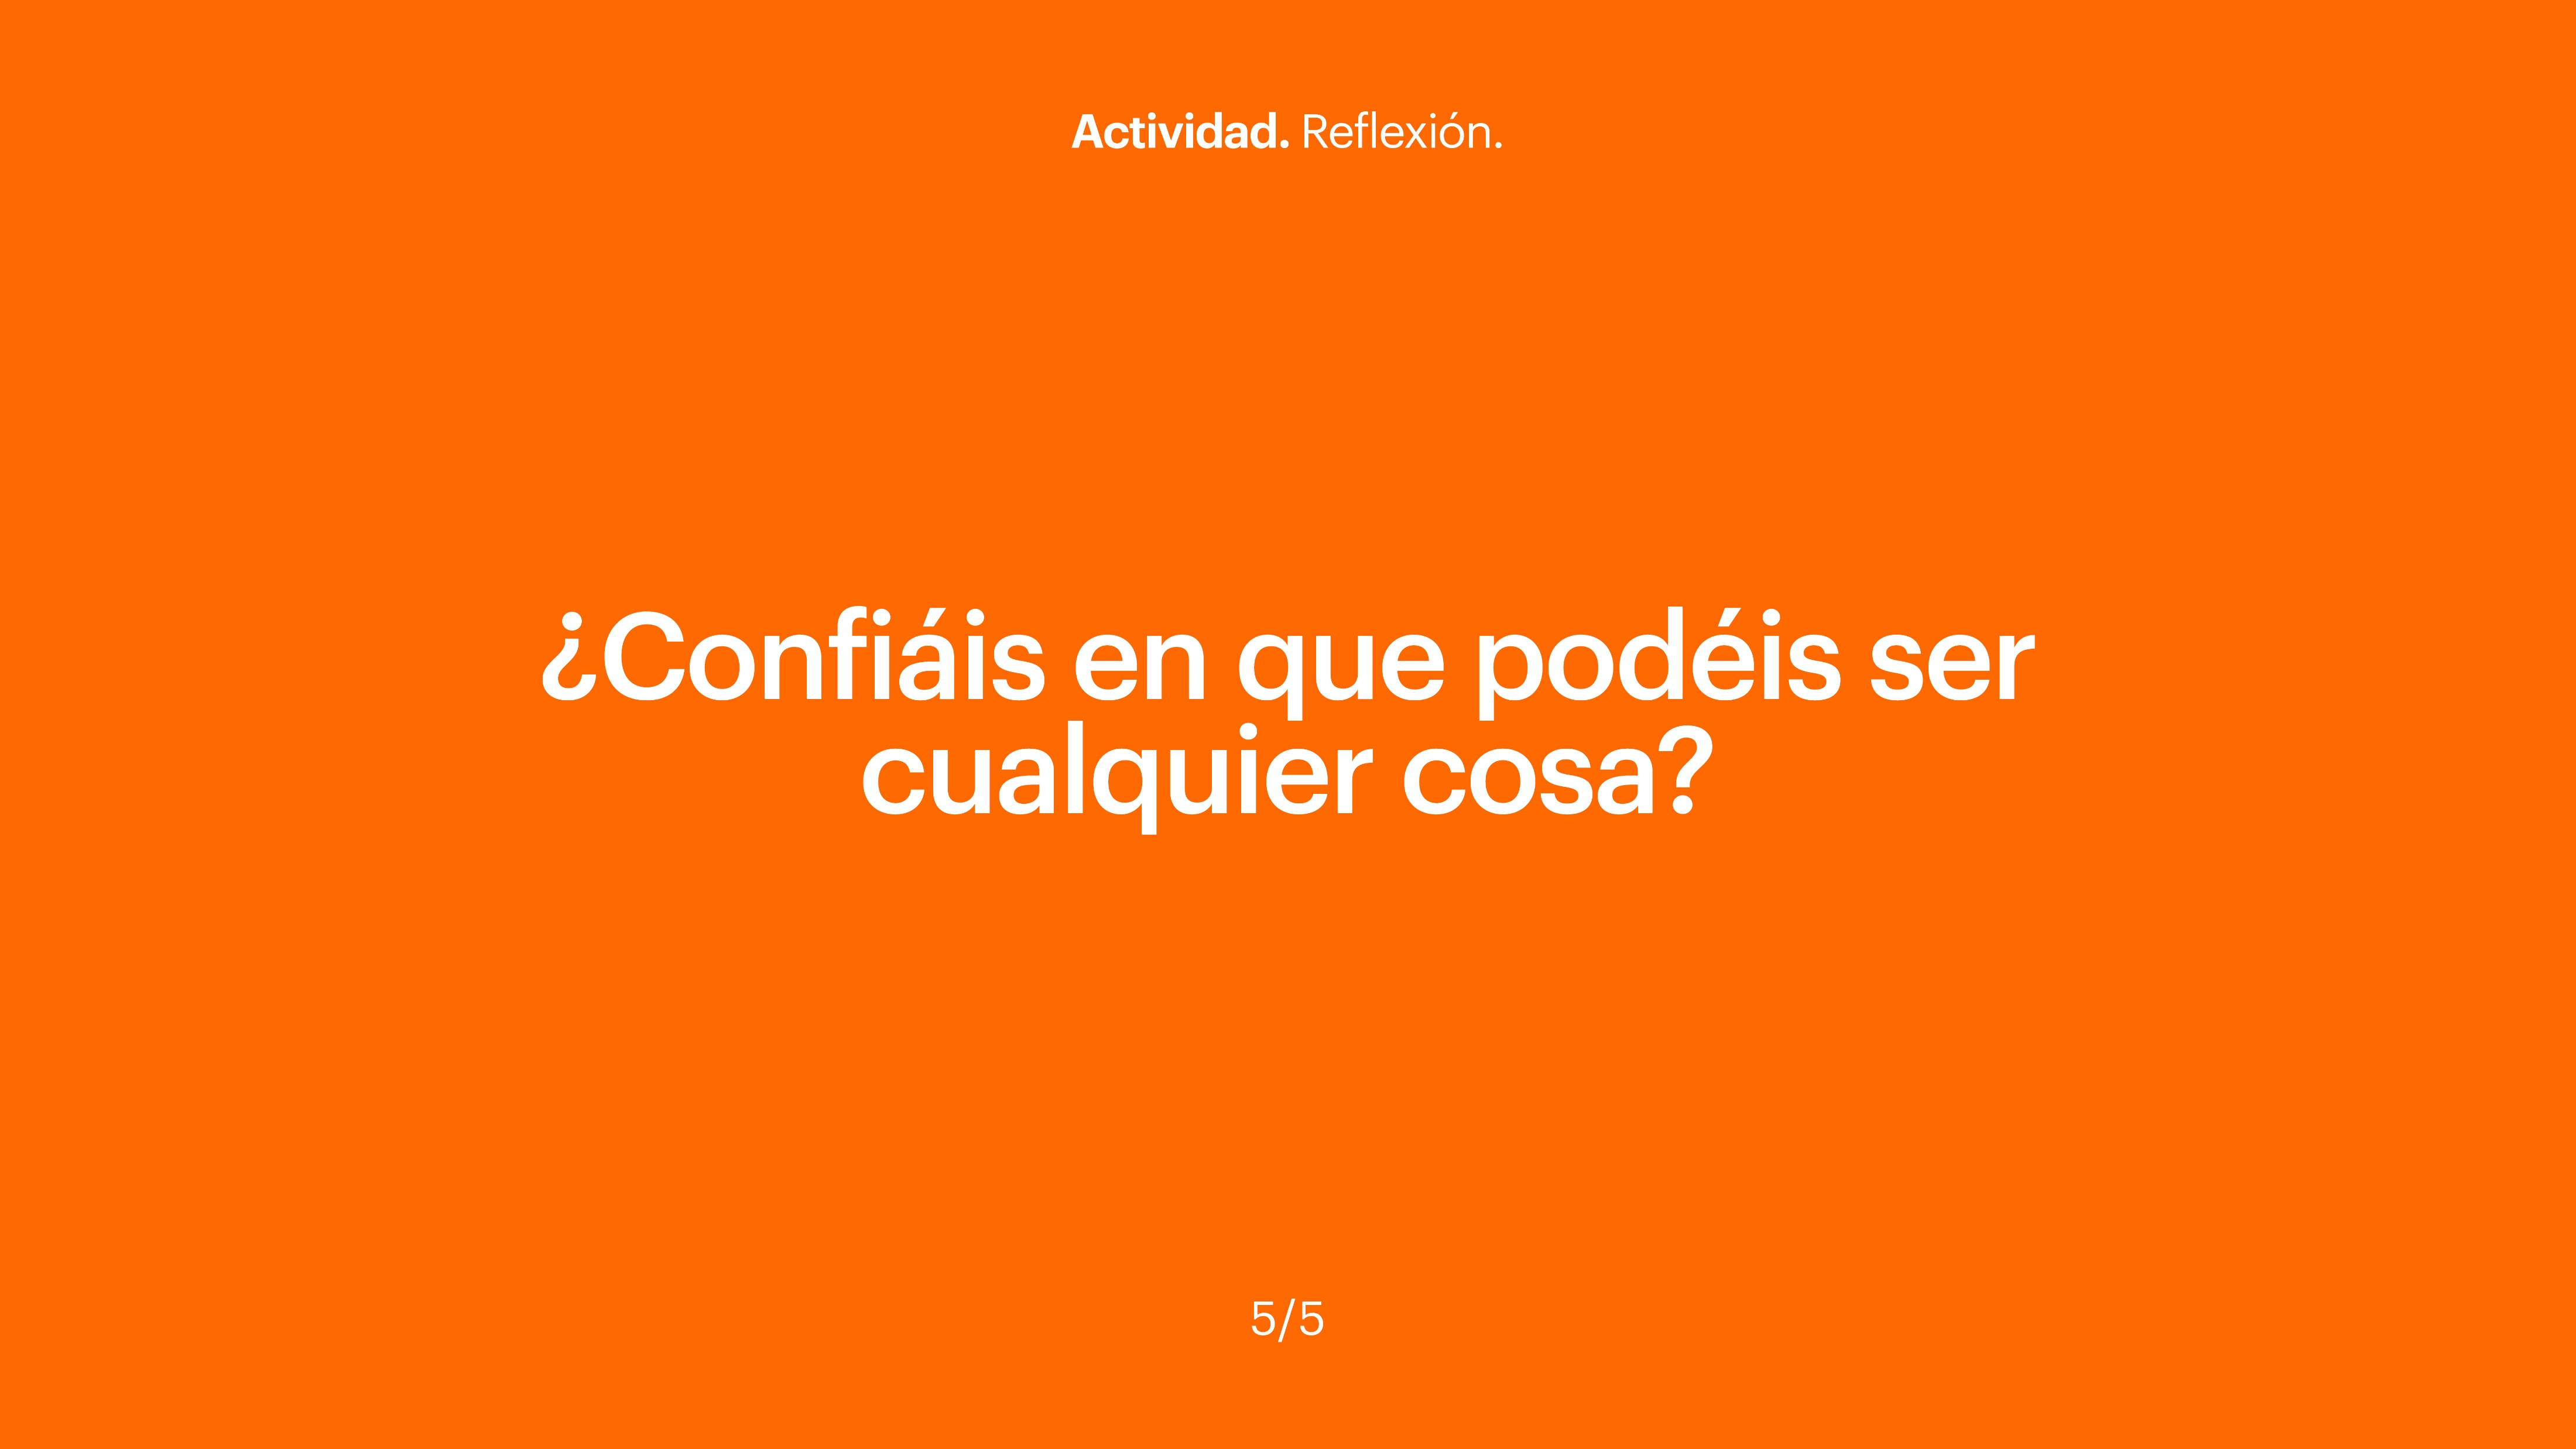 Actividad. Reflexión.
¿Confiáis en que podéis ser
cualquier cosa?
5/5